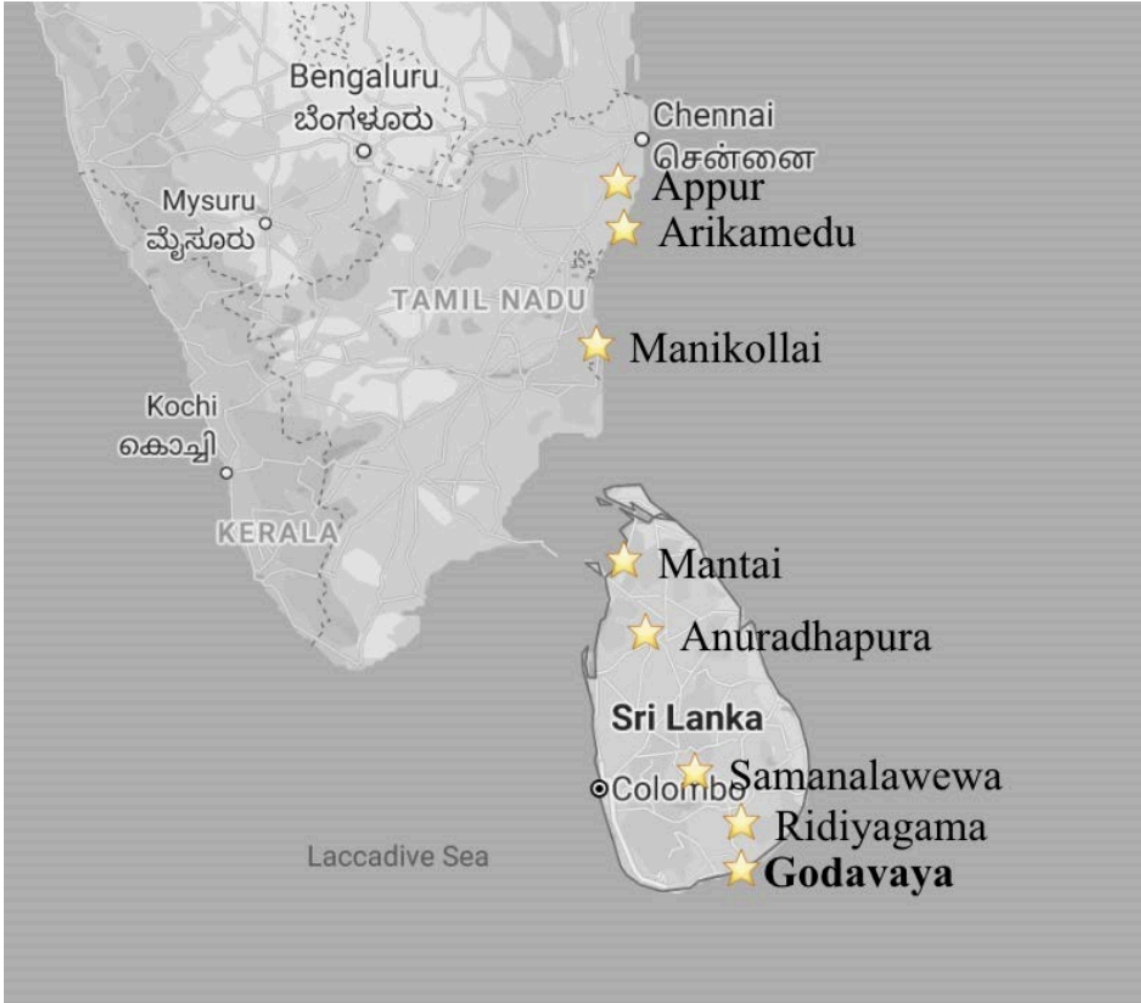 Bengaluru
ಬೆಂಗಳೂರು
Chennai
சென்னை
Appur
Mysuru
ಮೈಸೂರು
Arikamedu
TAMIL NADU
Manikollai
Kochi
കൊച്ചി
KERALA
Mantai
Anuradhapura
Sri Lanka
Samanalawewa
Colombo
Ridiyagama
Laccadive Sea
Godavaya